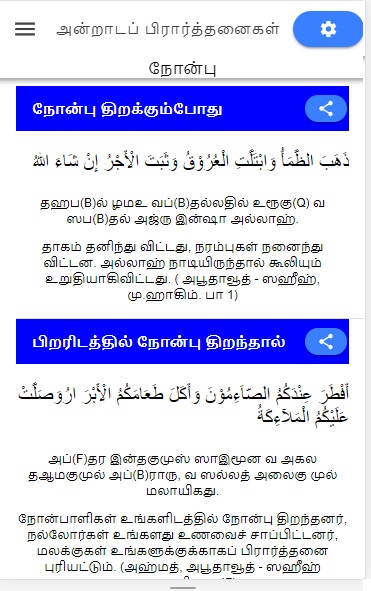 அன்றாடப் பிரார்த்தனைகள்
நோன்பு
நோன்பு திறக்கும்போது
ذَهَبَ الظَّمَأُ وَابْتَلَّتِ الْعُرُوْقُ وَثَبَتَ الْأَجْرُ إِنْ شَاءَ اللهُ
தஹப(B)ல் ழமஉ வப்(B)தல்லதில் உரூகு(Q) வ
ஸப(B)தல் அஜ்ரு இன்ஷா அல்லாஹ்.
தாகம் தனிந்து விட்டது, நரம்புகள் நனைந்து
விட்டன. அல்லாஹ் நாடியிருந்தால் கூலியும்
உறுதியாகிவிட்டது. ( அபூதாவூத் - ஸஹீஹ்,
மு.ஹாகிம். பா 1)
பிறரிடத்தில் நோன்பு திறந்தால்
أَفْطَرَ عِنْدَكُمُ الصَّاءِمُوْنَ وَأَكَلَ طَعَامَكُمُ الْأَبْرَ ارُوَصَلَّتْ
عَلَيْكُمُ الْمَلَاءِكَةُ
அப்(F)தர இன்தகுமுஸ் ஸாஇமூன வ அகல
தஆமகுமுல் அப்(B)ராரு, வ ஸல்லத் அலைகு முல்
மலாயிகது.
நோன்பாளிகள் உங்களிடத்தில் நோன்பு திறந்தனர்,
நல்லோர்கள் உங்களது உணவைச் சாப்பிட்டனர்,
மலக்குகள் உங்களுக்குக்காகப் பிரார்த்தனை
புரியட்டும். (அஹ்மத், அபூதாவூத் - ஸஹீஹ்